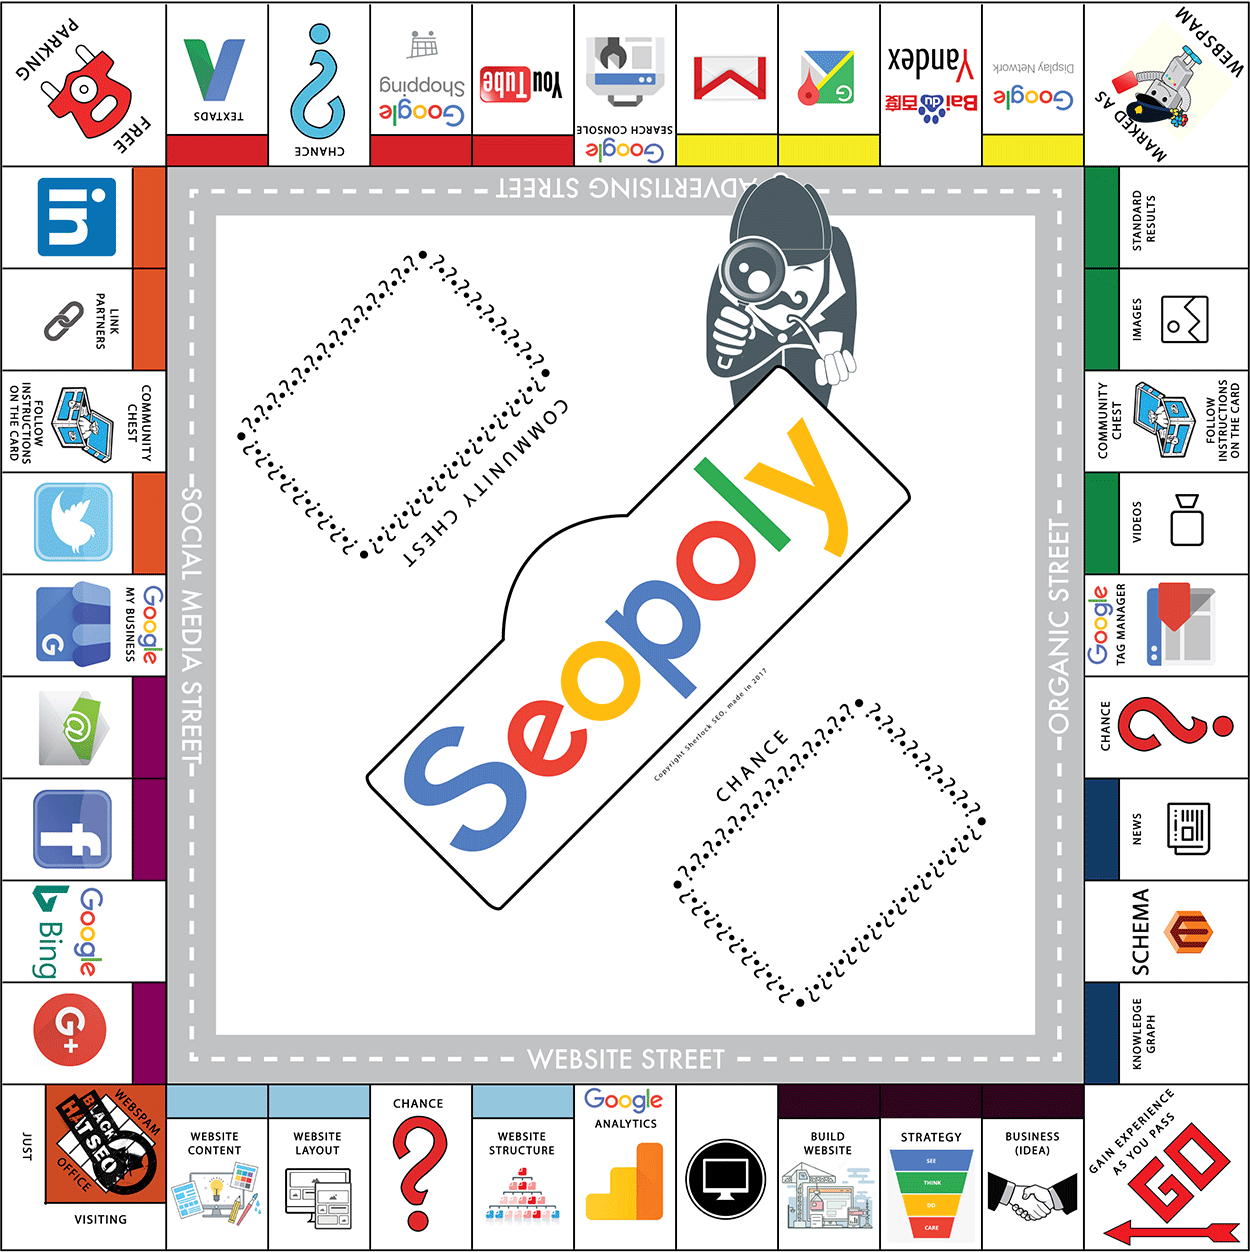 FREE
PARKING
TEXTADS
CHANCE
Google
Shopping
YouTube
Google
SEARCH CONSOLE
G
Yandex
Bai du 百度
Google
Display Network
MARKED AS
WEBSPAM
ADVERTISING STREET
in
LINK
PARTNERS
COMMUNITY
CHEST
FOLLOW
INSTRUCTIONS
ON THE CARD
Google
MY BUSINESS
G
@
f
Google
Bing
G+
SOCIAL MEDIA STREET
STANDARD
RESULTS
IMAGES
COMMUNITY
CHEST
FOLLOW
INSTRUCTIONS
ON THE CARD
VIDEOS
Google
TAG MANAGER
CHANCE
NEWS
SCHEMA
KNOWLEDGE
GRAPH
ORGANIC STREET
COMMUNITY CHEST
Seopoly
Copyright Sherlock SEO, made in 2017
CHANCE
WEBSITE STREET
JUST
VISITING
WEBSPAM
OFFICE
BLACK
HAT SEO
WEBSITE
CONTENT
WEBSITE
LAYOUT
CHANCE
WEBSITE
STRUCTURE
Google
ANALYTICS
BUILD
WEBSITE
STRATEGY
SEE
THINK
DO
CARE
BUSINESS
(IDEA)
GAIN EXPERIENCE
AS YOU PASS
GO